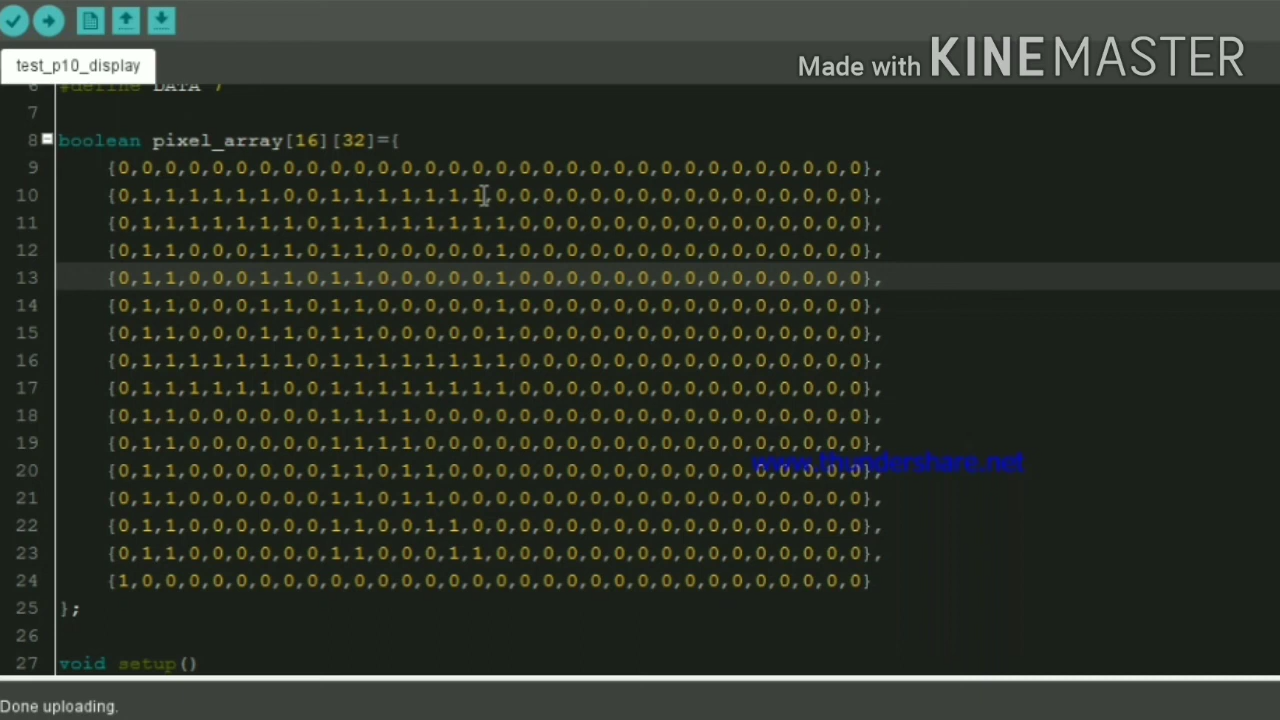 Made with KINEMASTER
test_p10_display
6 #define DATA 7
7
8 boolean pixel_array[16][32]={
9 {0,0,0,0,0,0,0,0,0,0,0,0,0,0,0,0,0,0,0,0,0,0,0,0,0,0,0,0,0,0,0,0},
10 {0,1,1,1,1,1,1,0,0,1,1,1,1,1,1,1,0,0,0,0,0,0,0,0,0,0,0,0,0,0,0,0},
11 {0,1,1,1,1,1,1,1,0,1,1,1,1,1,1,1,1,0,0,0,0,0,0,0,0,0,0,0,0,0,0,0},
12 {0,1,1,0,0,0,1,1,0,1,1,0,0,0,0,0,1,0,0,0,0,0,0,0,0,0,0,0,0,0,0,0},
13 {0,1,1,0,0,0,1,1,0,1,1,0,0,0,0,0,1,0,0,0,0,0,0,0,0,0,0,0,0,0,0,0},
14 {0,1,1,0,0,0,1,1,0,1,1,0,0,0,0,0,1,0,0,0,0,0,0,0,0,0,0,0,0,0,0,0},
15 {0,1,1,0,0,0,1,1,0,1,1,0,0,0,0,0,1,0,0,0,0,0,0,0,0,0,0,0,0,0,0,0},
16 {0,1,1,1,1,1,1,1,0,1,1,1,1,1,1,1,1,0,0,0,0,0,0,0,0,0,0,0,0,0,0,0},
17 {0,1,1,1,1,1,1,0,0,1,1,1,1,1,1,1,1,0,0,0,0,0,0,0,0,0,0,0,0,0,0,0},
18 {0,1,1,0,0,0,0,0,0,1,1,1,1,0,0,0,0,0,0,0,0,0,0,0,0,0,0,0,0,0,0,0},
19 {0,1,1,0,0,0,0,0,0,1,1,1,1,0,0,0,0,0,0,0,0,0,0,0,0,0,0,0,0,0,0,0},
www.thundershare.net
20 {0,1,1,0,0,0,0,0,0,1,1,0,1,1,0,0,0,0,0,0,0,0,0,0,0,0,0,0,0,0,0,0},
21 {0,1,1,0,0,0,0,0,0,1,1,0,1,1,0,0,0,0,0,0,0,0,0,0,0,0,0,0,0,0,0,0},
22 {0,1,1,0,0,0,0,0,0,1,1,0,0,1,1,0,0,0,0,0,0,0,0,0,0,0,0,0,0,0,0,0},
23 {0,1,1,0,0,0,0,0,0,1,1,0,0,0,1,1,0,0,0,0,0,0,0,0,0,0,0,0,0,0,0,0},
24 {1,0,0,0,0,0,0,0,0,0,0,0,0,0,0,0,0,0,0,0,0,0,0,0,0,0,0,0,0,0,0,0}
25 };
26
27 void setup()
Done uploading.